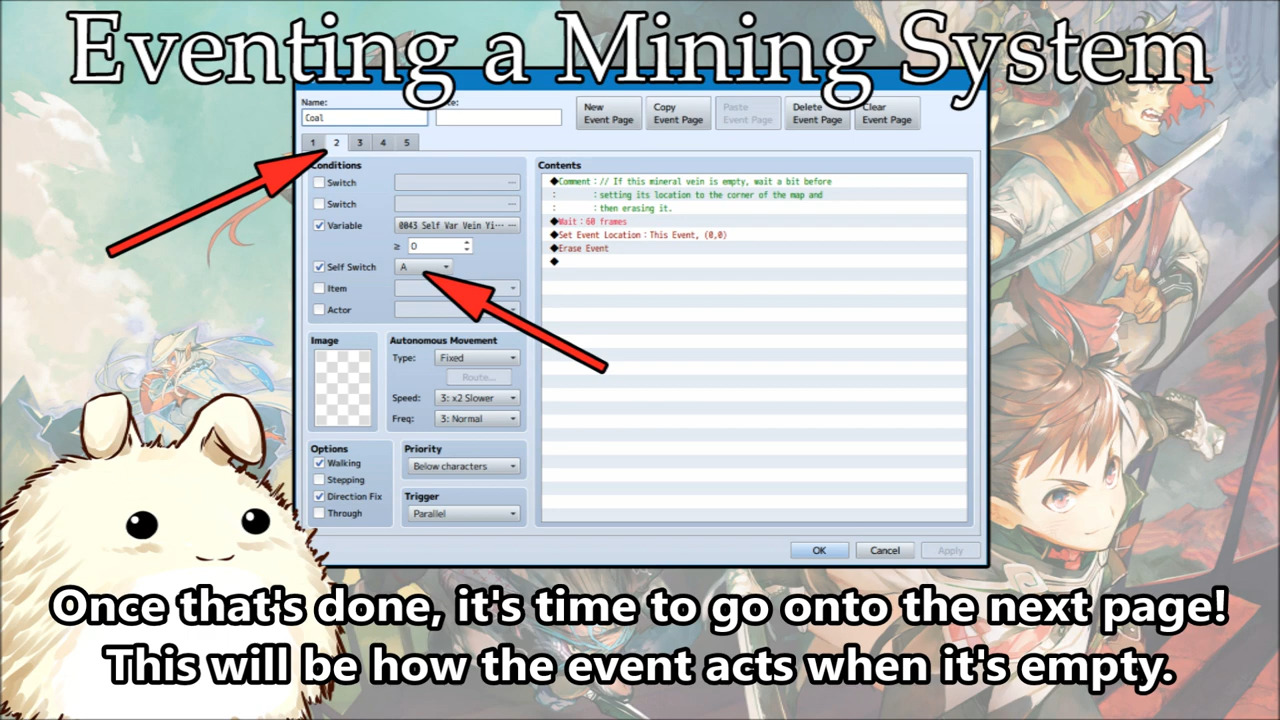 Eventing a Mining System
Name:
Coal
New
Event Page
Copy
Event Page
Paste
Event Page
Delete
Event Page
Clear
Event Page
1 2 3 4 5
Conditions
Switch
Switch
Variable 0043 Self Var Vein Yi... ...
≥ 0
Self Switch A
Item
Actor
Image
Autonomous Movement
Type: Fixed
Route...
Speed: 3: x2 Slower
Freq: 3: Normal
Options
Walking
Stepping
Direction Fix
Through
Priority
Below characters
Trigger
Parallel
Contents
◆Comment : // If this mineral vein is empty, wait a bit before
: : setting its location to the corner of the map and
: : then erasing it.
◆Wait : 60 frames
◆Set Event Location : This Event, (0,0)
◆Erase Event
◆
OK Cancel Apply
Once that's done, it's time to go onto the next page!
This will be how the event acts when it's empty.